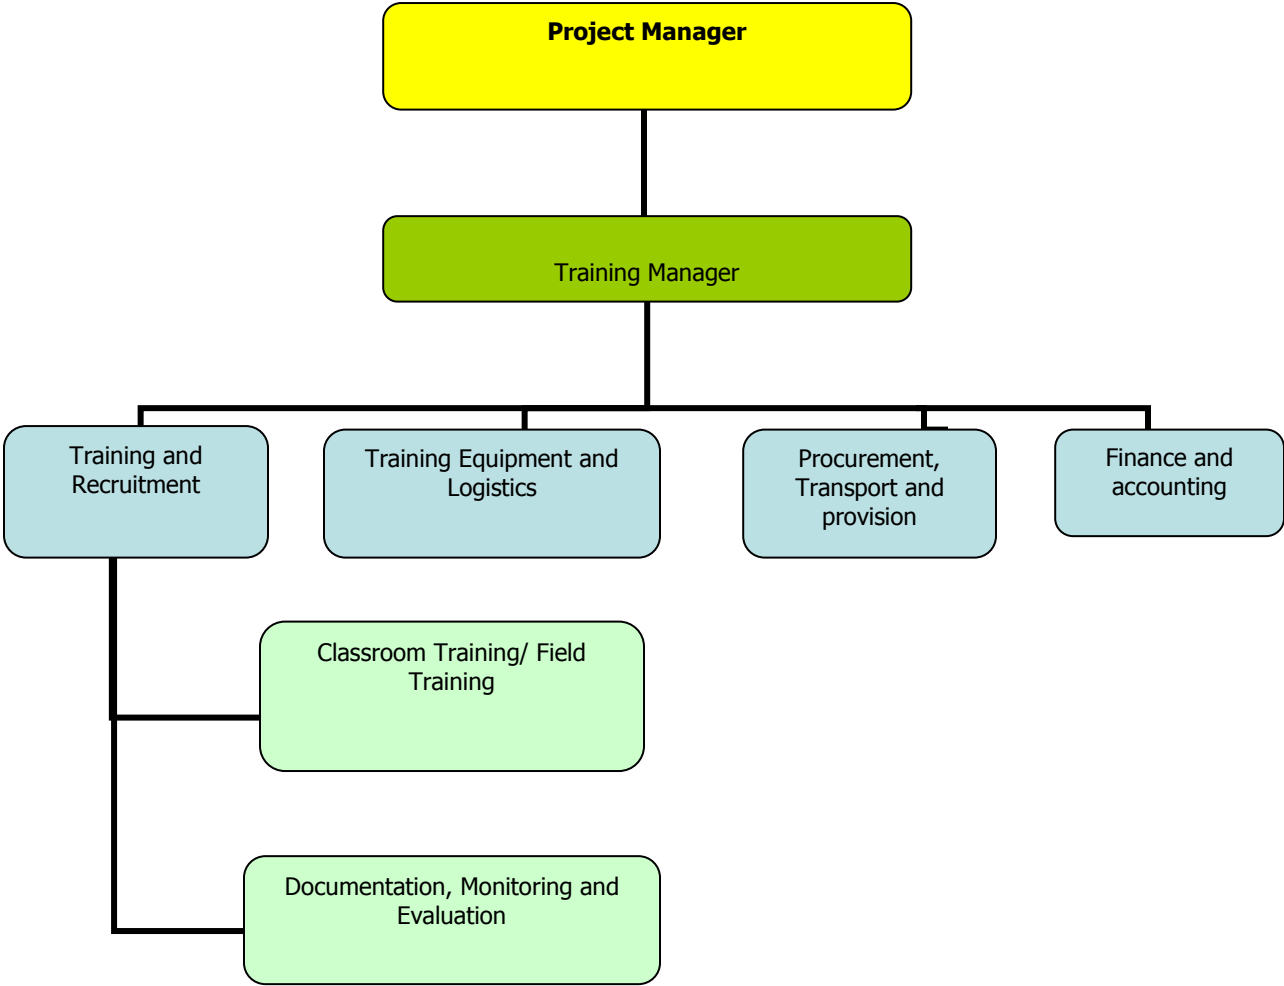 Project Manager
Training Manager
Training and
Recruitment
Training Equipment and
Logistics
Procurement,
Transport and
provision
Finance and
accounting
Classroom Training/ Field
Training
Documentation, Monitoring and
Evaluation